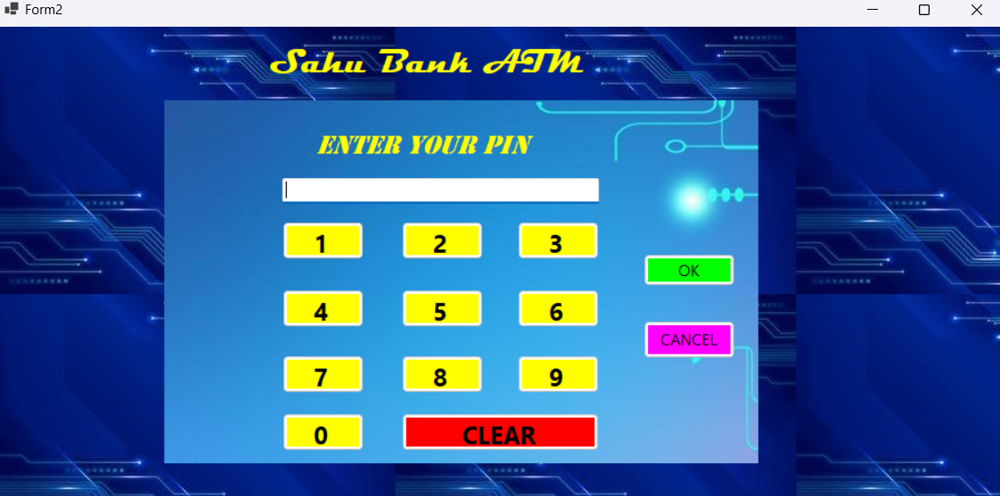 Form2
Sahu Bank ATM
ENTER YOUR PIN
1 2 3
OK
4 5 6
CANCEL
7 8 9
0 CLEAR